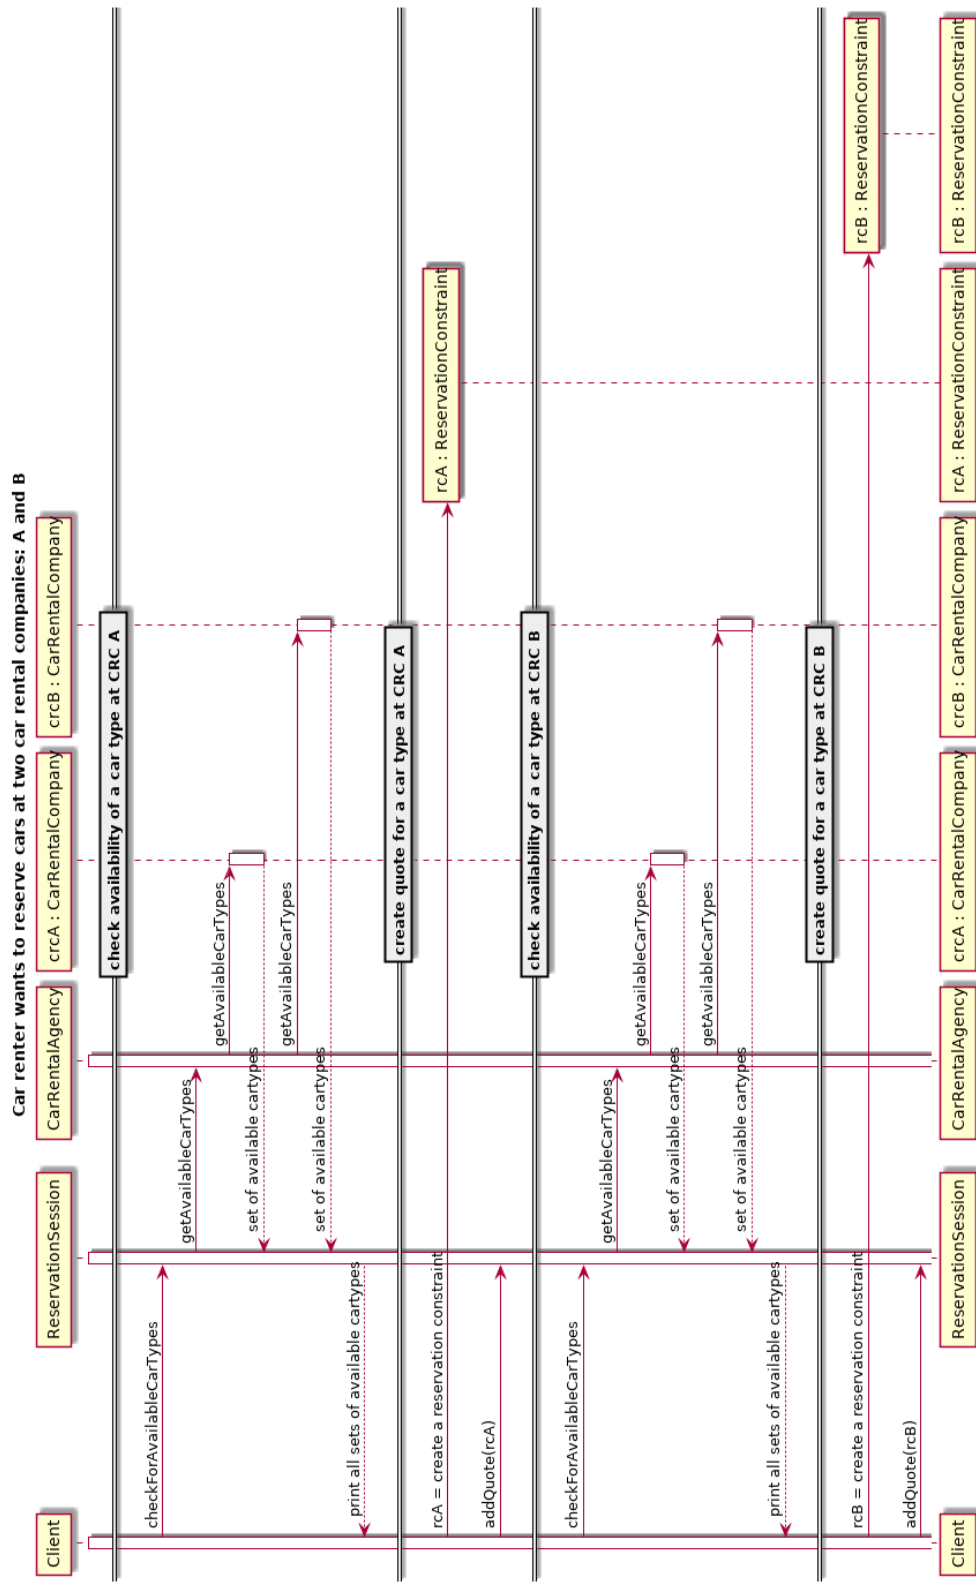 Car renter wants to reserve cars at two car rental companies: A and B
Client
ReservationSession
CarRentalAgency
crcA : CarRentalCompany
crcB : CarRentalCompany
check availability of a car type at CRC A
checkForAvailableCarTypes
getAvailableCarTypes
getAvailableCarTypes
set of available cartypes
getAvailableCarTypes
set of available cartypes
print all sets of available cartypes
create quote for a car type at CRC A
rcA = create a reservation constraint
rcA : ReservationConstraint
addQuote(rcA)
check availability of a car type at CRC B
checkForAvailableCarTypes
getAvailableCarTypes
getAvailableCarTypes
set of available cartypes
getAvailableCarTypes
set of available cartypes
print all sets of available cartypes
create quote for a car type at CRC B
rcB = create a reservation constraint
rcB : ReservationConstraint
addQuote(rcB)
Client
ReservationSession
CarRentalAgency
crcA : CarRentalCompany
crcB : CarRentalCompany
rcA : ReservationConstraint
rcB : ReservationConstraint